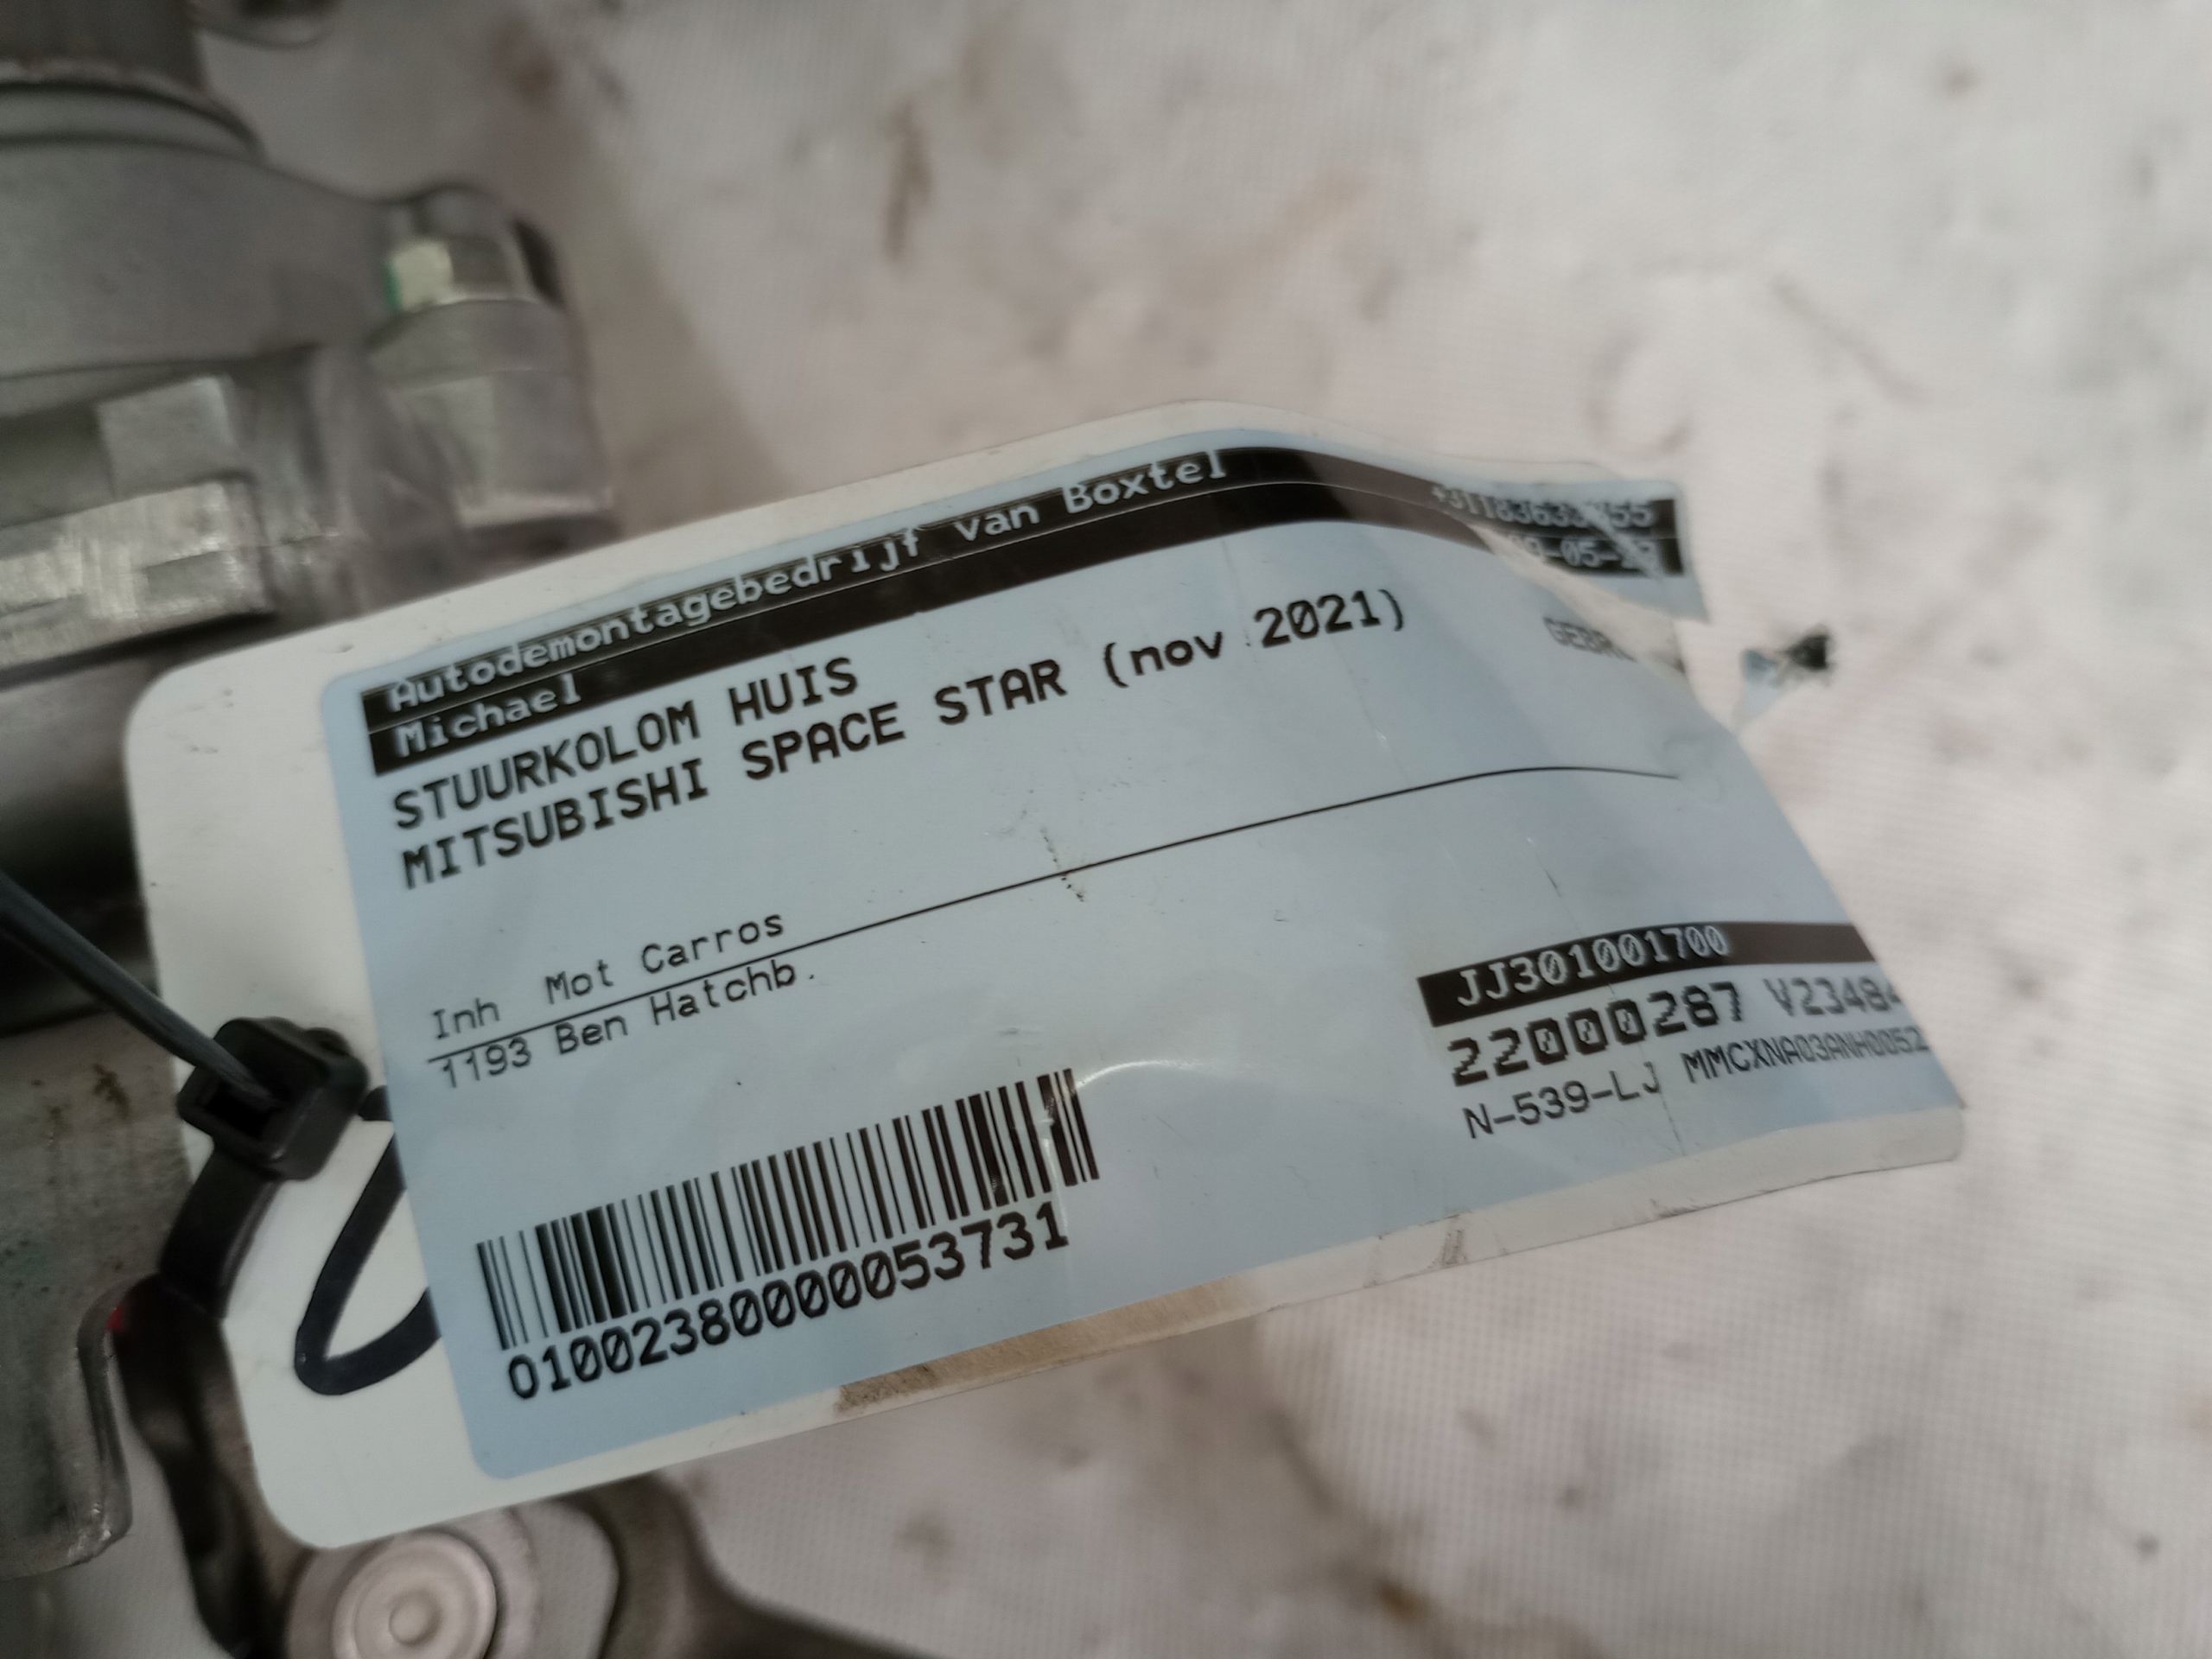 Autodemontagebedrijf van Boxtel
Michael
STUURKOLOM HUIS
MITSUBISHI SPACE STAR (nov 2021)
Inh Mot Carros
1193 Ben Hatchb.
JJ301001700
22000287
N-539-LJ
0100238000053731